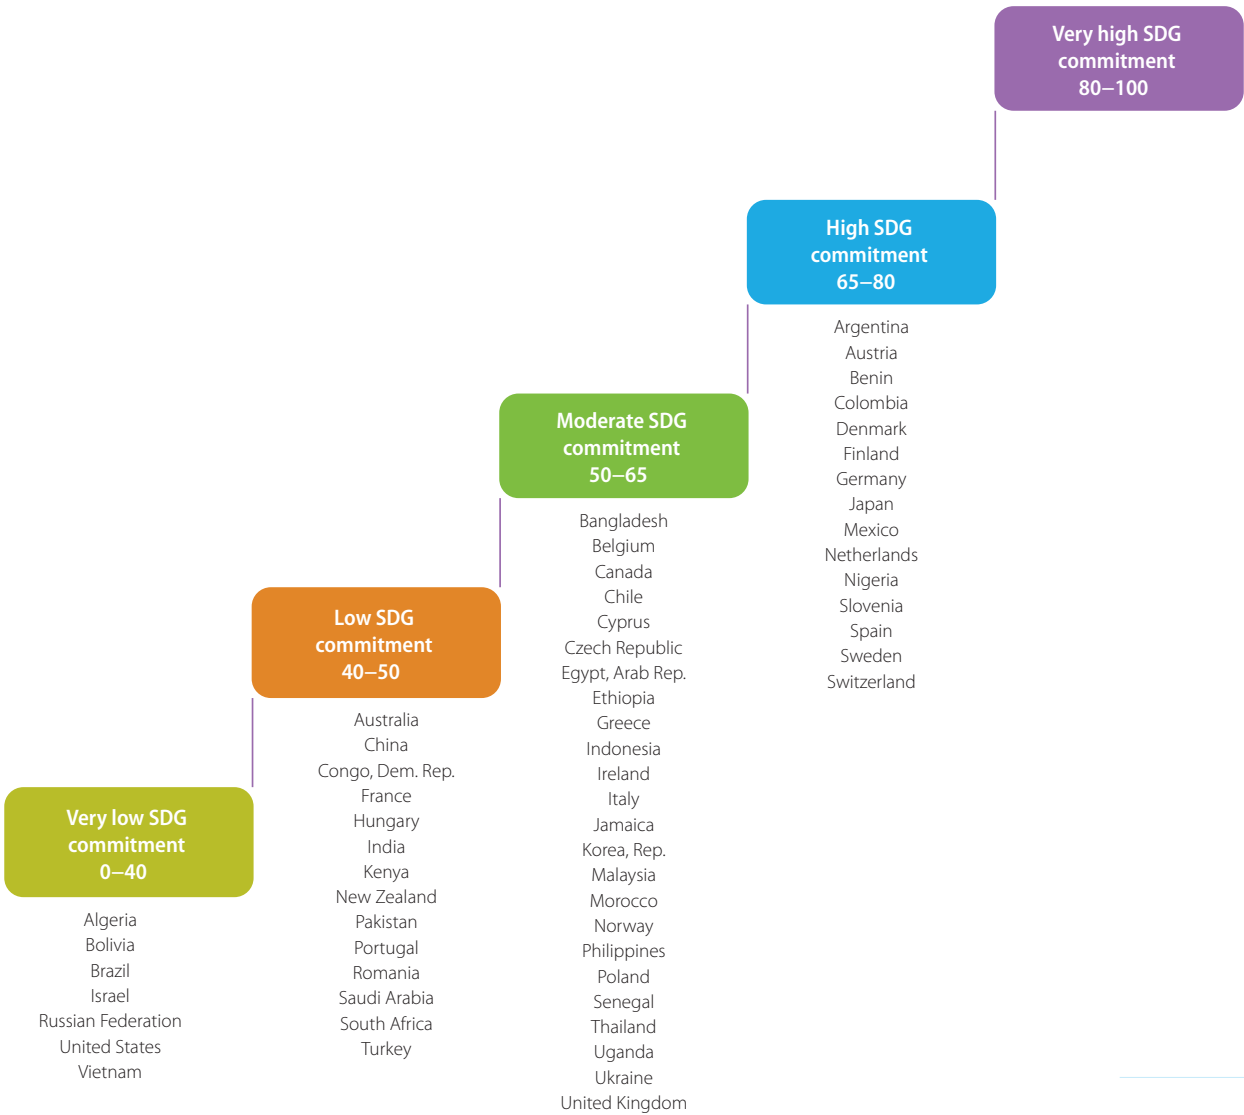 Very high SDG
commitment
80–100
High SDG
commitment
65–80
Argentina
Austria
Benin
Colombia
Denmark
Finland
Germany
Japan
Mexico
Netherlands
Nigeria
Slovenia
Spain
Sweden
Switzerland
Moderate SDG
commitment
50–65
Bangladesh
Belgium
Canada
Chile
Cyprus
Czech Republic
Egypt, Arab Rep.
Ethiopia
Greece
Indonesia
Ireland
Italy
Jamaica
Korea, Rep.
Malaysia
Morocco
Norway
Philippines
Poland
Senegal
Thailand
Uganda
Ukraine
United Kingdom
Low SDG
commitment
40–50
Australia
China
Congo, Dem. Rep.
France
Hungary
India
Kenya
New Zealand
Pakistan
Portugal
Romania
Saudi Arabia
South Africa
Turkey
Very low SDG
commitment
0–40
Algeria
Bolivia
Brazil
Israel
Russian Federation
United States
Vietnam